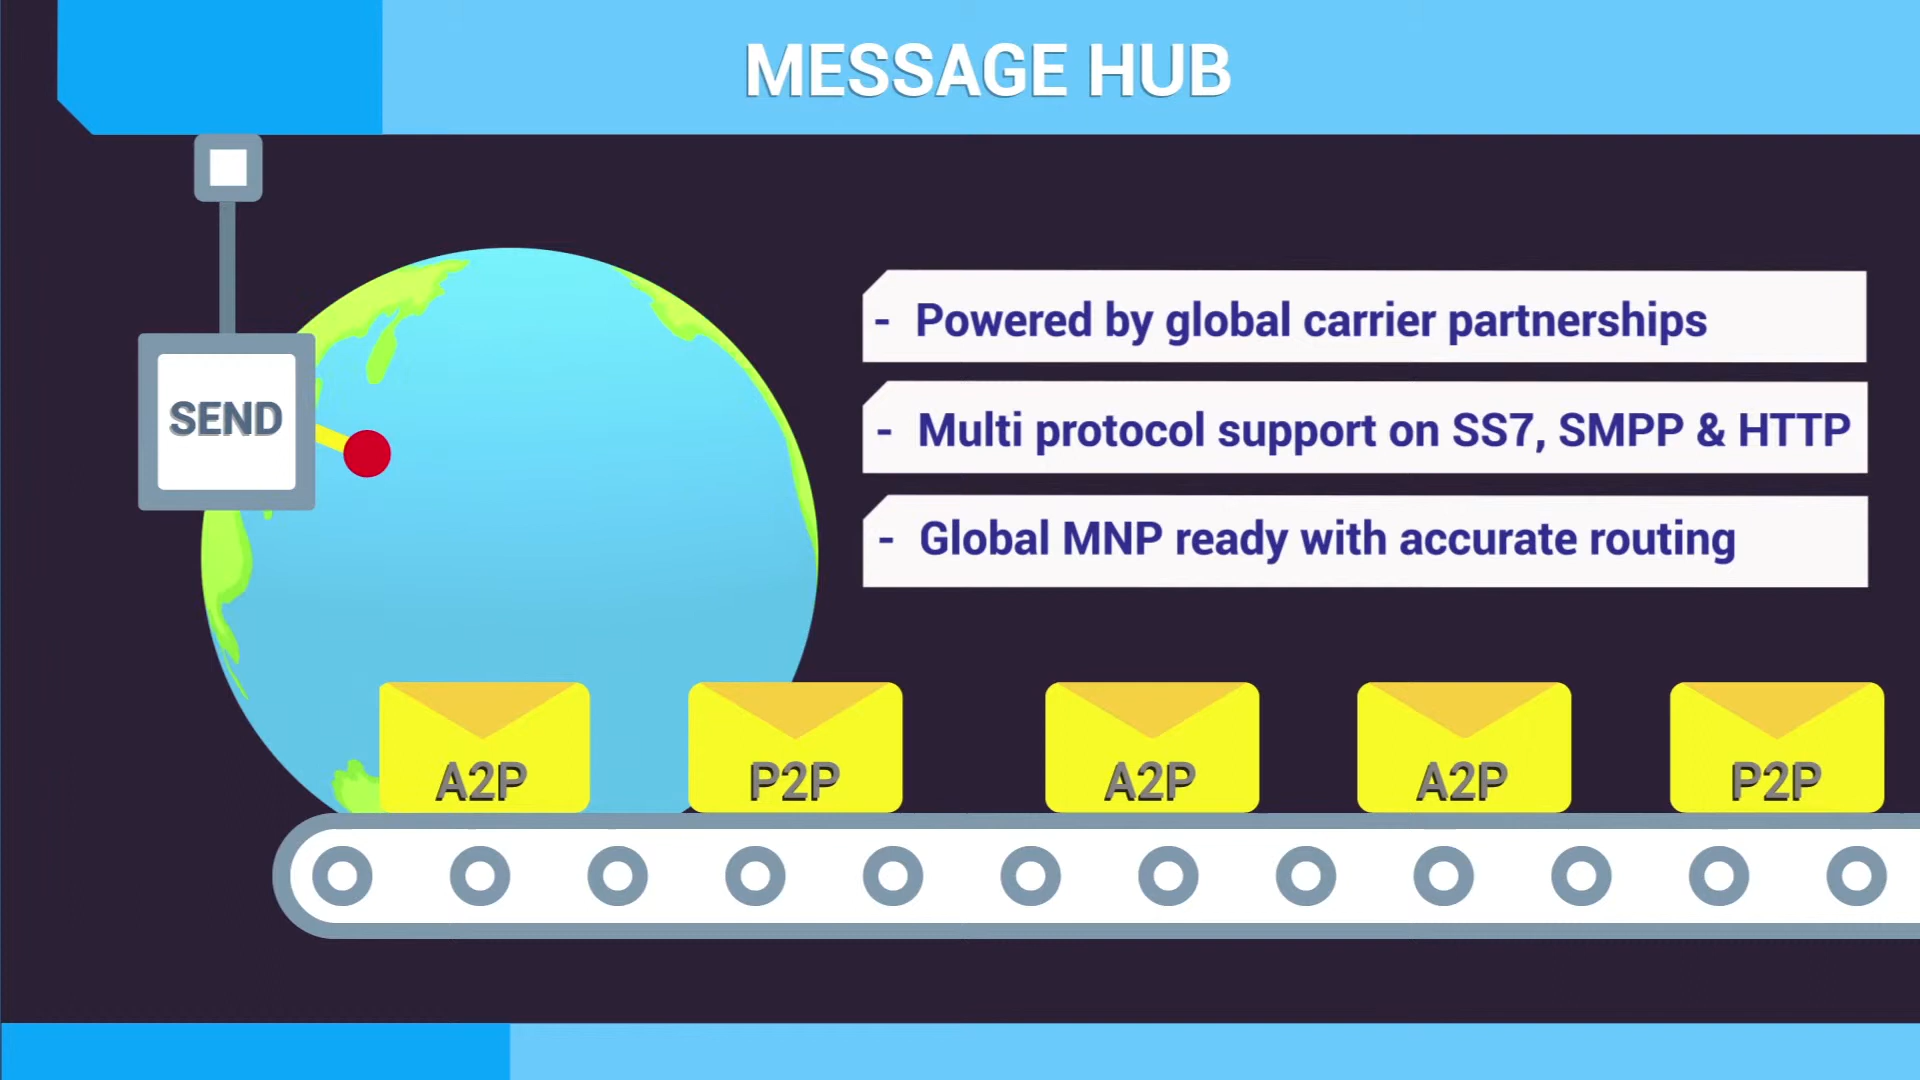 MESSAGE HUB
SEND
- Powered by global carrier partnerships
- Multi protocol support on SS7, SMPP & HTTP
- Global MNP ready with accurate routing
A2P P2P A2P A2P P2P